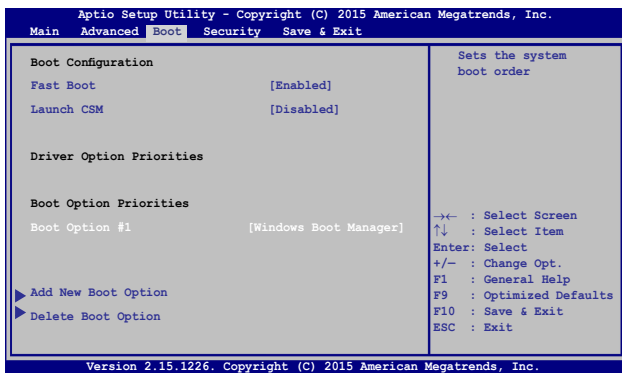 Aptio Setup Utility - Copyright (C) 2015 American Megatrends, Inc.
Main Advanced Boot Security Save & Exit
Boot Configuration
Fast Boot [Enabled]
Launch CSM [Disabled]
Driver Option Priorities
Boot Option Priorities
Boot Option #1 [Windows Boot Manager]
Add New Boot Option
Delete Boot Option
Sets the system
boot order
→← : Select Screen
↑↓ : Select Item
Enter: Select
+/— : Change Opt.
F1 : General Help
F9 : Optimized Defaults
F10 : Save & Exit
ESC : Exit
Version 2.15.1226. Copyright (C) 2015 American Megatrends, Inc.